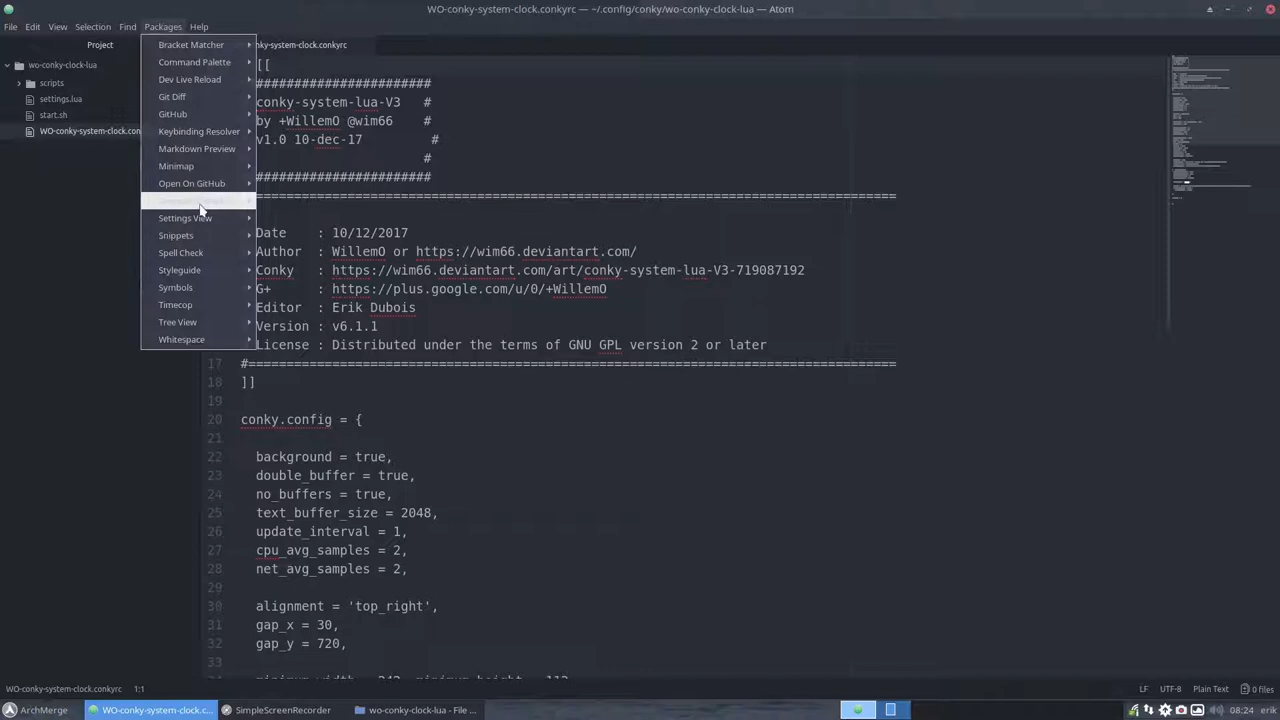 WO-conky-system-clock.conkyrc — ~/.config/conky/wo-conky-clock-lua — Atom
File Edit View Selection Find Packages Help
Project
wo-conky-clock-lua
scripts
settings.lua
start.sh
WO-conky-system-clock.con
Bracket Matcher
Command Palette
Dev Live Reload
Git Diff
GitHub
Keybinding Resolver
Markdown Preview
Minimap
Open On GitHub
Settings View
Snippets
Spell Check
Styleguide
Symbols
Timecop
Tree View
Whitespace
nky-system-clock.conkyrc
[[
#######################
conky-system-lua-V3 #
by +WillemO @wim66 #
v1.0 10-dec-17 #
#
#######################
=====================================================================================
Date : 10/12/2017
Author : WillemO or https://wim66.deviantart.com/
Conky : https://wim66.deviantart.com/art/conky-system-lua-V3-719087192
G+ : https://plus.google.com/u/0/+WillemO
Editor : Erik Dubois
Version : v6.1.1
License : Distributed under the terms of GNU GPL version 2 or later
17 #=====================================================================================
18 ]]
19
20 conky.config = {
21
22 background = true,
23 double_buffer = true,
24 no_buffers = true,
25 text_buffer_size = 2048,
26 update_interval = 1,
27 cpu_avg_samples = 2,
28 net_avg_samples = 2,
29
30 alignment = 'top_right',
31 gap_x = 30,
32 gap_y = 720,
WO-conky-system-clock.conkyrc 1:1 LF UTF-8 Plain Text 0 files
ArchMerge WO-conky-system-clock.c... SimpleScreenRecorder wo-conky-clock-lua - File ... 08:24 erik